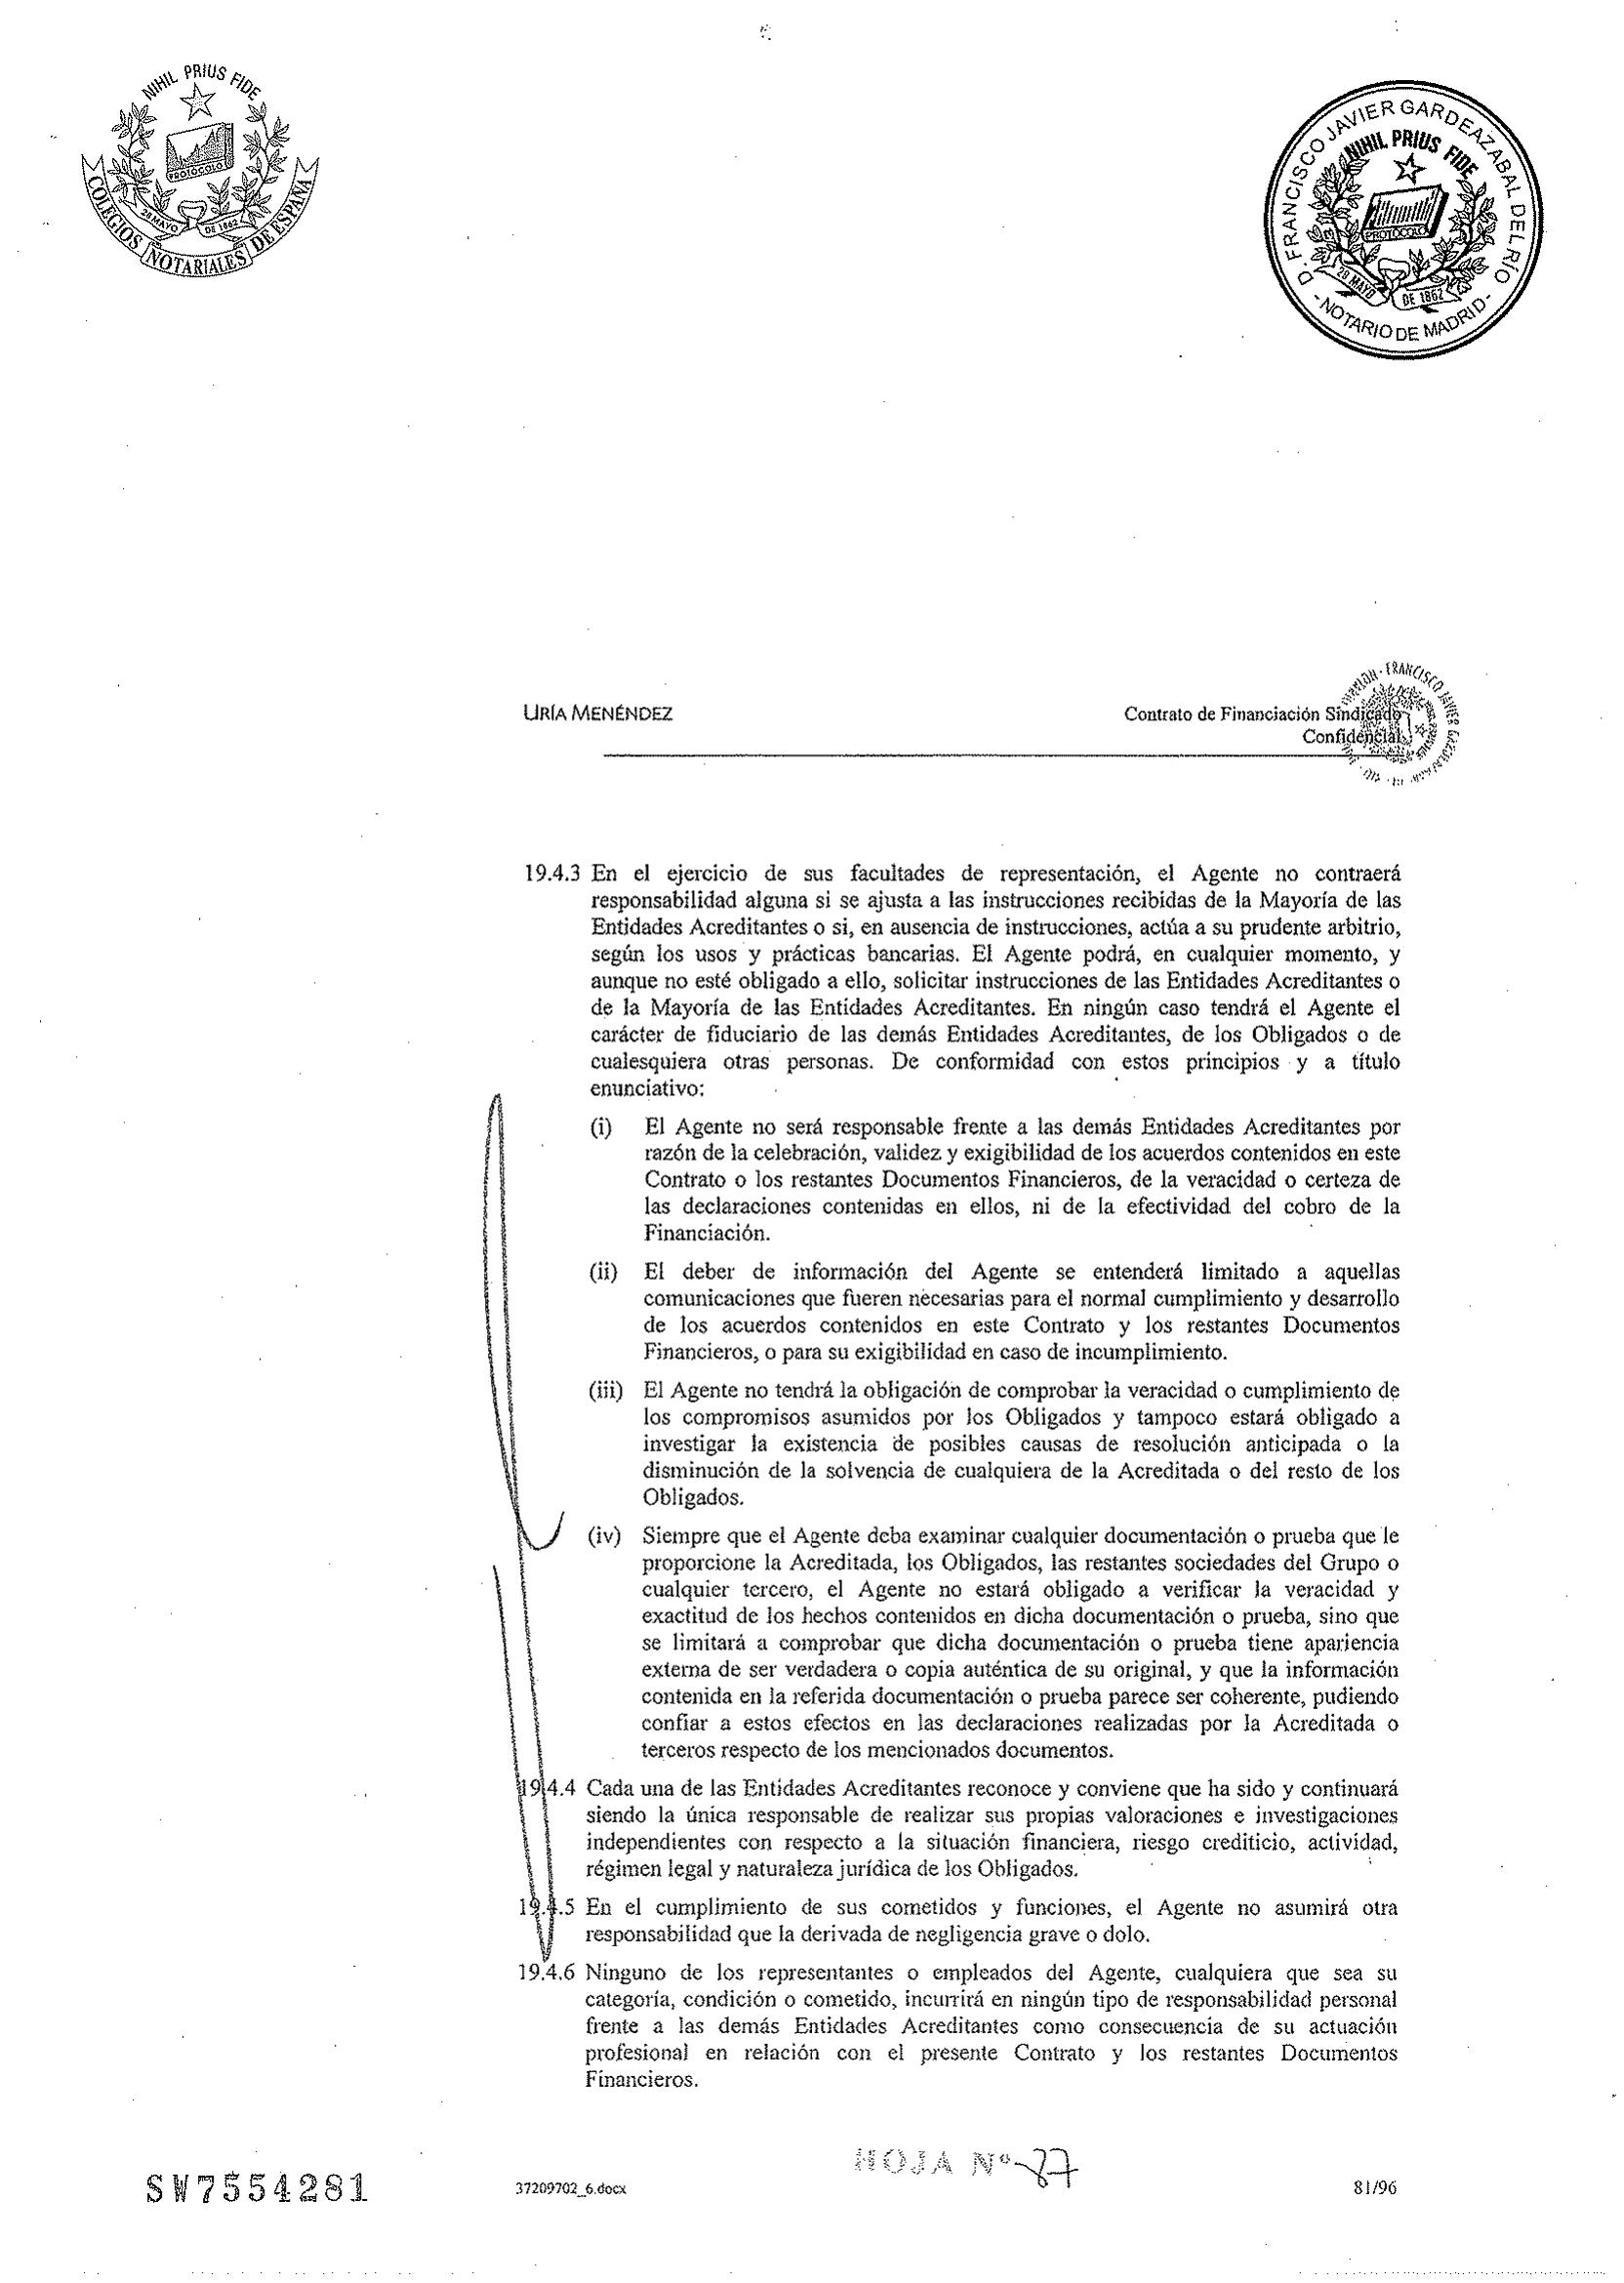 NIHIL PRIUS FIDE
PROTOCOLO
28 MAYO DE 1862
COLEGIOS NOTARIALES DE ESPAÑA
D. FRANCISCO JAVIER GARDEAZABAL DEL RÍO
NIHIL PRIUS FIDE
PROTOCOLO
28 MAYO DE 1862
- NOTARIO DE MADRID -
URÍA MENÉNDEZ
Contrato de Financiación Sindicado
Confidencial
FRANCISCO JAVIER
19.4.3 En el ejercicio de sus facultades de representación, el Agente no contraerá
responsabilidad alguna si se ajusta a las instrucciones recibidas de la Mayoría de las
Entidades Acreditantes o si, en ausencia de instrucciones, actúa a su prudente arbitrio,
según los usos y prácticas bancarias. El Agente podrá, en cualquier momento, y
aunque no esté obligado a ello, solicitar instrucciones de las Entidades Acreditantes o
de la Mayoría de las Entidades Acreditantes. En ningún caso tendrá el Agente el
carácter de fiduciario de las demás Entidades Acreditantes, de los Obligados o de
cualesquiera otras personas. De conformidad con estos principios y a título
enunciativo:
(i) El Agente no será responsable frente a las demás Entidades Acreditantes por
razón de la celebración, validez y exigibilidad de los acuerdos contenidos en este
Contrato o los restantes Documentos Financieros, de la veracidad o certeza de
las declaraciones contenidas en ellos, ni de la efectividad del cobro de la
Financiación.
(ii) El deber de información del Agente se entenderá limitado a aquellas
comunicaciones que fueren necesarias para el normal cumplimiento y desarrollo
de los acuerdos contenidos en este Contrato y los restantes Documentos
Financieros, o para su exigibilidad en caso de incumplimiento.
(iii) El Agente no tendrá la obligación de comprobar la veracidad o cumplimiento de
los compromisos asumidos por los Obligados y tampoco estará obligado a
investigar la existencia de posibles causas de resolución anticipada o la
disminución de la solvencia de cualquiera de la Acreditada o del resto de los
Obligados.
(iv) Siempre que el Agente deba examinar cualquier documentación o prueba que le
proporcione la Acreditada, los Obligados, las restantes sociedades del Grupo o
cualquier tercero, el Agente no estará obligado a verificar la veracidad y
exactitud de los hechos contenidos en dicha documentación o prueba, sino que
se limitará a comprobar que dicha documentación o prueba tiene apariencia
externa de ser verdadera o copia auténtica de su original, y que la información
contenida en la referida documentación o prueba parece ser coherente, pudiendo
confiar a estos efectos en las declaraciones realizadas por la Acreditada o
terceros respecto de los mencionados documentos.
19.4.4 Cada una de las Entidades Acreditantes reconoce y conviene que ha sido y continuará
siendo la única responsable de realizar sus propias valoraciones e investigaciones
independientes con respecto a la situación financiera, riesgo crediticio, actividad,
régimen legal y naturaleza jurídica de los Obligados.
19.4.5 En el cumplimiento de sus cometidos y funciones, el Agente no asumirá otra
responsabilidad que la derivada de negligencia grave o dolo.
19.4.6 Ninguno de los representantes o empleados del Agente, cualquiera que sea su
categoría, condición o cometido, incurrirá en ningún tipo de responsabilidad personal
frente a las demás Entidades Acreditantes como consecuencia de su actuación
profesional en relación con el presente Contrato y los restantes Documentos
Financieros.
HOJA Nº 87
SW7554281
37209702_6.docx
81/96